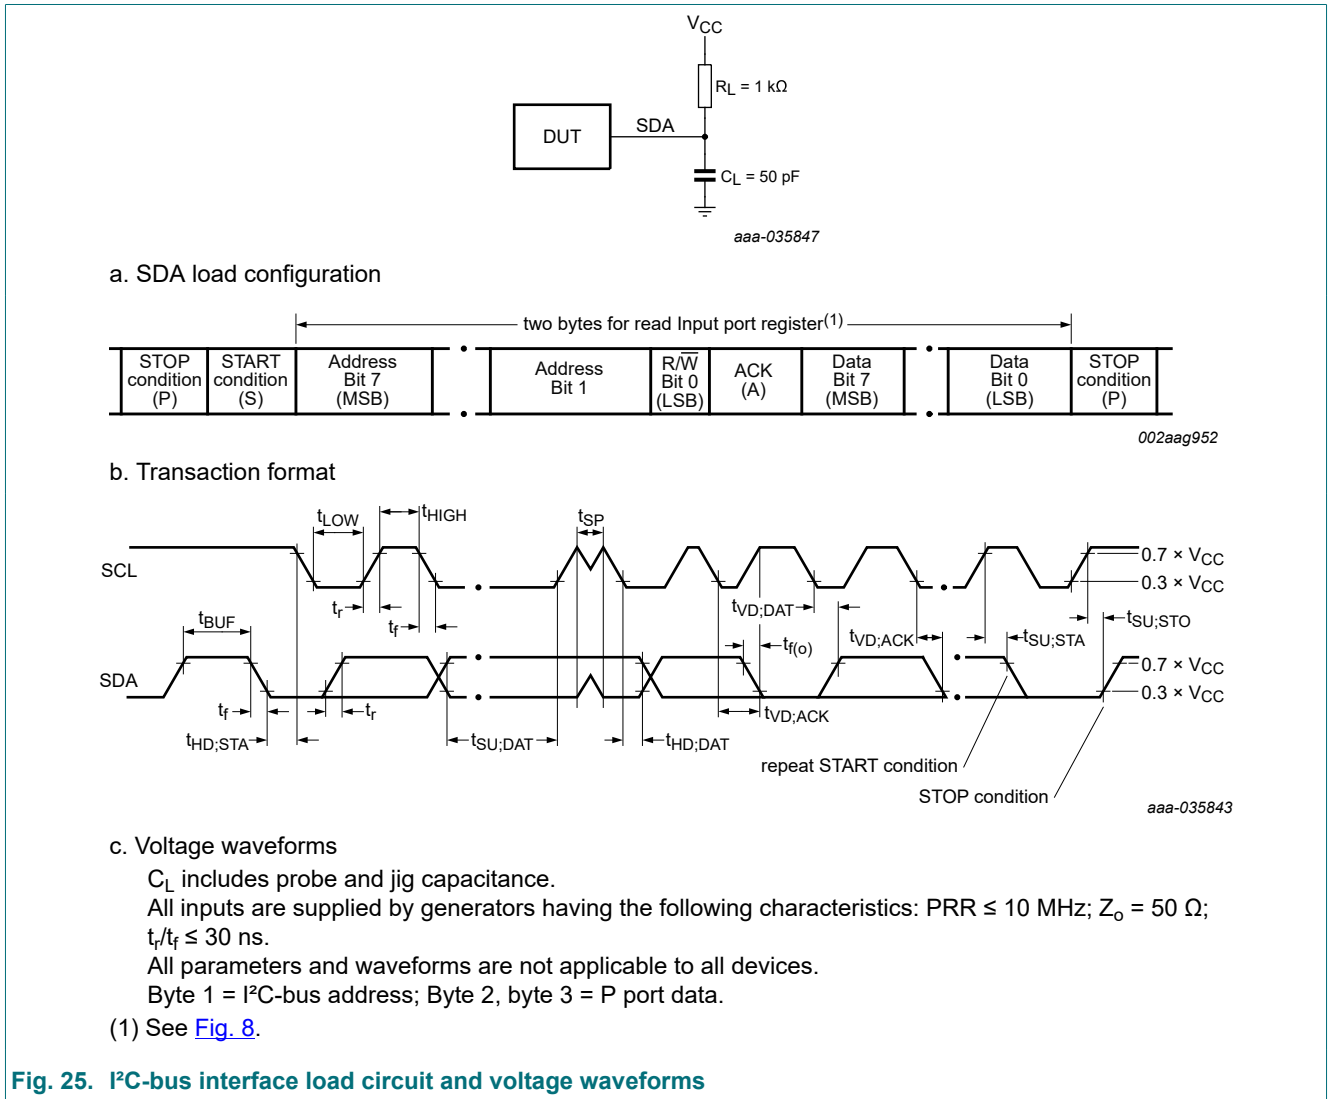 VCC
RL = 1 kΩ
DUT
SDA
CL = 50 pF
aaa-035847
a. SDA load configuration
two bytes for read Input port register(1)
STOP condition (P)
START condition (S)
Address Bit 7 (MSB)
Address Bit 1
R/W̅ Bit 0 (LSB)
ACK (A)
Data Bit 7 (MSB)
Data Bit 0 (LSB)
STOP condition (P)
002aag952
b. Transaction format
tLOW
tHIGH
tSP
SCL
0.7 × VCC
0.3 × VCC
tr
tf
tVD;DAT
tSU;STO
tBUF
tf(o)
tVD;ACK
tSU;STA
SDA
0.7 × VCC
0.3 × VCC
tf
tr
tVD;ACK
tHD;STA
tSU;DAT
tHD;DAT
repeat START condition
STOP condition
aaa-035843
c. Voltage waveforms
CL includes probe and jig capacitance.
All inputs are supplied by generators having the following characteristics: PRR ≤ 10 MHz; Zo = 50 Ω;
tr/tf ≤ 30 ns.
All parameters and waveforms are not applicable to all devices.
Byte 1 = I²C-bus address; Byte 2, byte 3 = P port data.
(1) See Fig. 8.
Fig. 25. I²C-bus interface load circuit and voltage waveforms